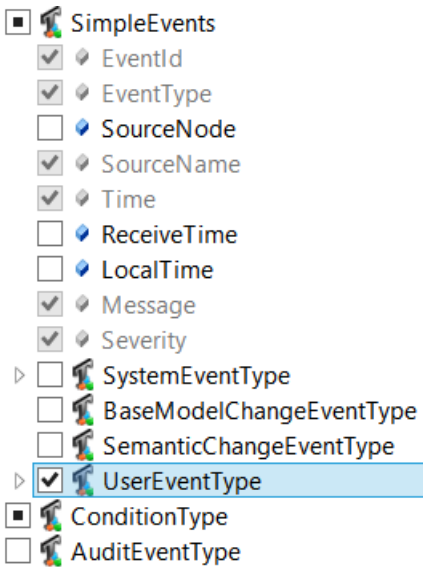 SimpleEvents
EventId
EventType
SourceNode
SourceName
Time
ReceiveTime
LocalTime
Message
Severity
SystemEventType
BaseModelChangeEventType
SemanticChangeEventType
UserEventType
ConditionType
AuditEventType